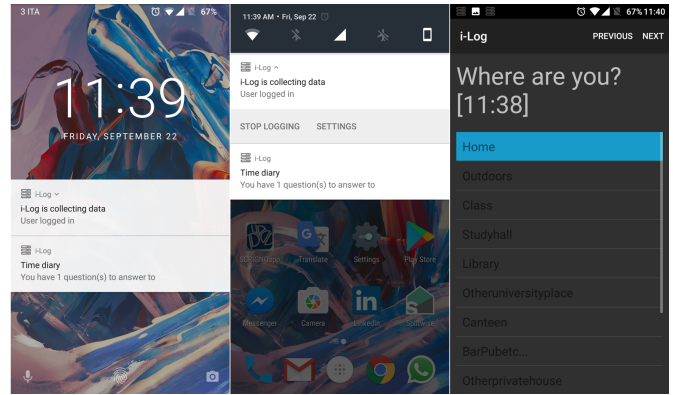 3 ITA
67%
11:39
FRIDAY, SEPTEMBER 22
i-Log
i-Log is collecting data
User logged in
i-Log
Time diary
You have 1 question(s) to answer to
11:39 AM • Fri, Sep 22
i-Log
i-Log is collecting data
User logged in
STOP LOGGING SETTINGS
i-Log
Time diary
You have 1 question(s) to answer to
Translate Settings Play Store
Messenger Camera LinkedIn Splitwise
67% 11:40
i-Log PREVIOUS NEXT
Where are you?
[11:38]
Home
Outdoors
Class
Studyhall
Library
Otheruniversityplace
Canteen
BarPubetc...
Otherprivatehouse